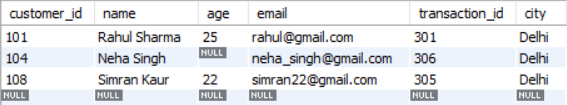 customer_id name age email transaction_id city
101 Rahul Sharma 25 rahul@gmail.com 301 Delhi
104 Neha Singh NULL neha_singh@gmail.com 306 Delhi
108 Simran Kaur 22 simran22@gmail.com 305 Delhi
NULL NULL NULL NULL NULL NULL